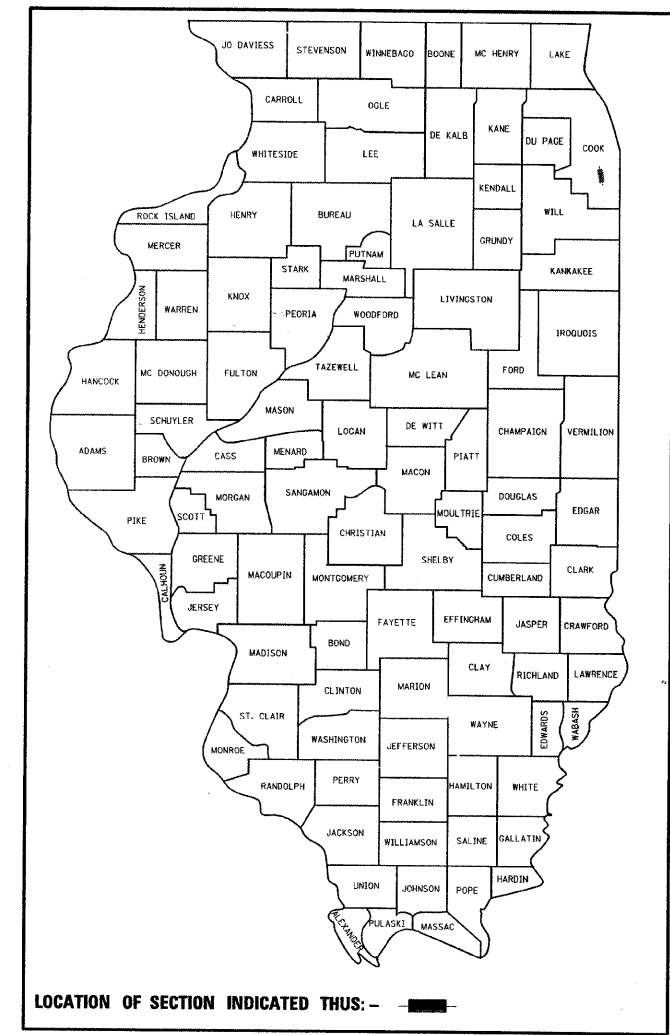 JO DAVIESS STEVENSON WINNEBAGO BOONE MC HENRY LAKE
CARROLL OGLE DE KALB KANE DU PAGE COOK
WHITESIDE LEE KENDALL WILL
ROCK ISLAND HENRY BUREAU LA SALLE GRUNDY
MERCER PUTNAM KANKAKEE
HENDERSON WARREN KNOX STARK MARSHALL LIVINGSTON
PEORIA WOODFORD IROQUOIS
HANCOCK MC DONOUGH FULTON TAZEWELL MC LEAN FORD
SCHUYLER MASON LOGAN DE WITT CHAMPAIGN VERMILION
ADAMS BROWN CASS MENARD MACON PIATT
PIKE SCOTT MORGAN SANGAMON MOULTRIE DOUGLAS EDGAR
CHRISTIAN COLES
CALHOUN GREENE MACOUPIN MONTGOMERY SHELBY CUMBERLAND CLARK
JERSEY FAYETTE EFFINGHAM JASPER CRAWFORD
MADISON BOND CLAY RICHLAND LAWRENCE
CLINTON MARION
ST. CLAIR WASHINGTON JEFFERSON WAYNE EDWARDS WABASH
MONROE
RANDOLPH PERRY FRANKLIN HAMILTON WHITE
JACKSON WILLIAMSON SALINE GALLATIN
UNION JOHNSON POPE HARDIN
ALEXANDER PULASKI MASSAC
LOCATION OF SECTION INDICATED THUS: -